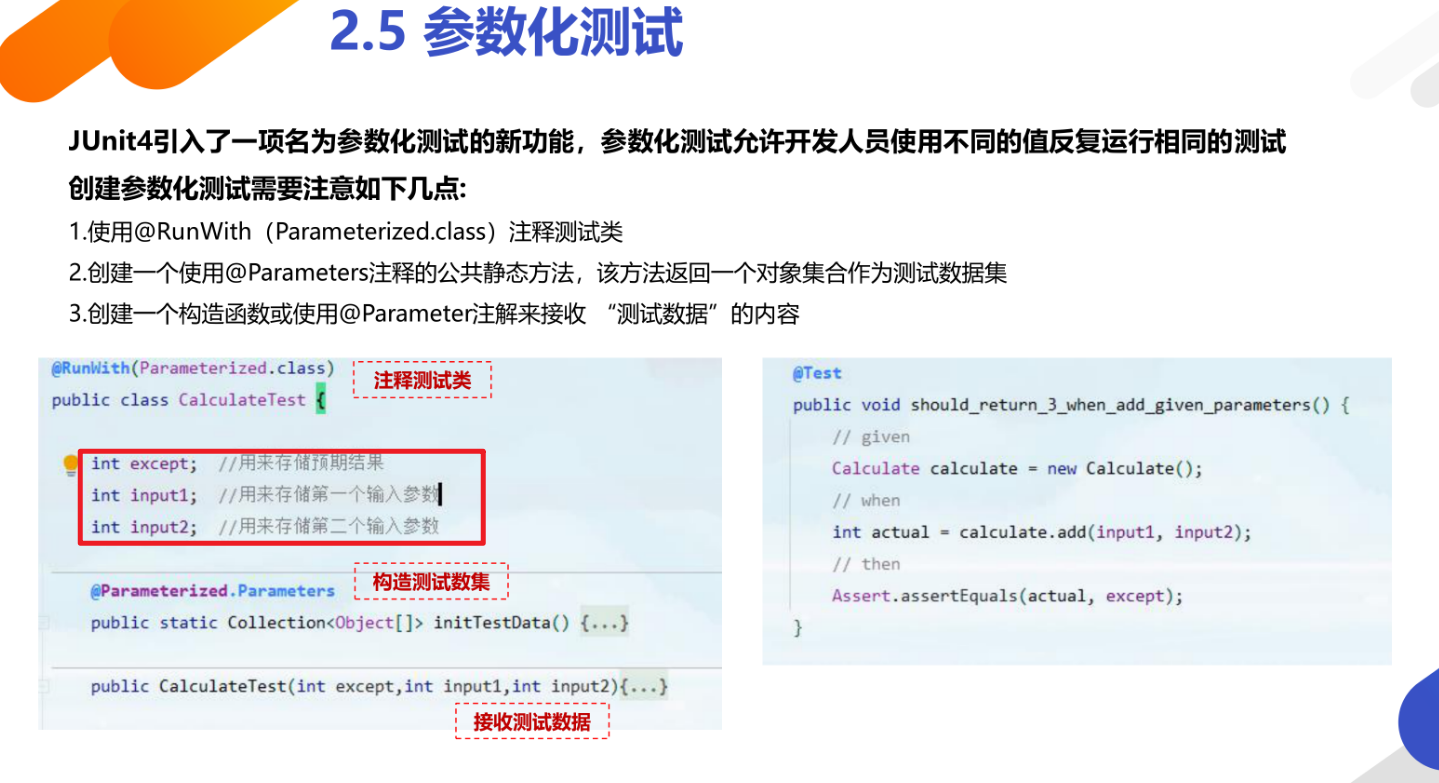 2.5 参数化测试
JUnit4引入了一项名为参数化测试的新功能，参数化测试允许开发人员使用不同的值反复运行相同的测试
创建参数化测试需要注意如下几点:
1.使用@RunWith（Parameterized.class）注释测试类
2.创建一个使用@Parameters注释的公共静态方法，该方法返回一个对象集合作为测试数据集
3.创建一个构造函数或使用@Parameter注解来接收 “测试数据”的内容
@RunWith(Parameterized.class)
注释测试类
public class CalculateTest {
int except; //用来存储预期结果
int input1; //用来存储第一个输入参数
int input2; //用来存储第二个输入参数
@Parameterized.Parameters
构造测试数集
public static Collection<Object[]> initTestData() {...}
public CalculateTest(int except,int input1,int input2){...}
接收测试数据
@Test
public void should_return_3_when_add_given_parameters() {
// given
Calculate calculate = new Calculate();
// when
int actual = calculate.add(input1, input2);
// then
Assert.assertEquals(actual, except);
}